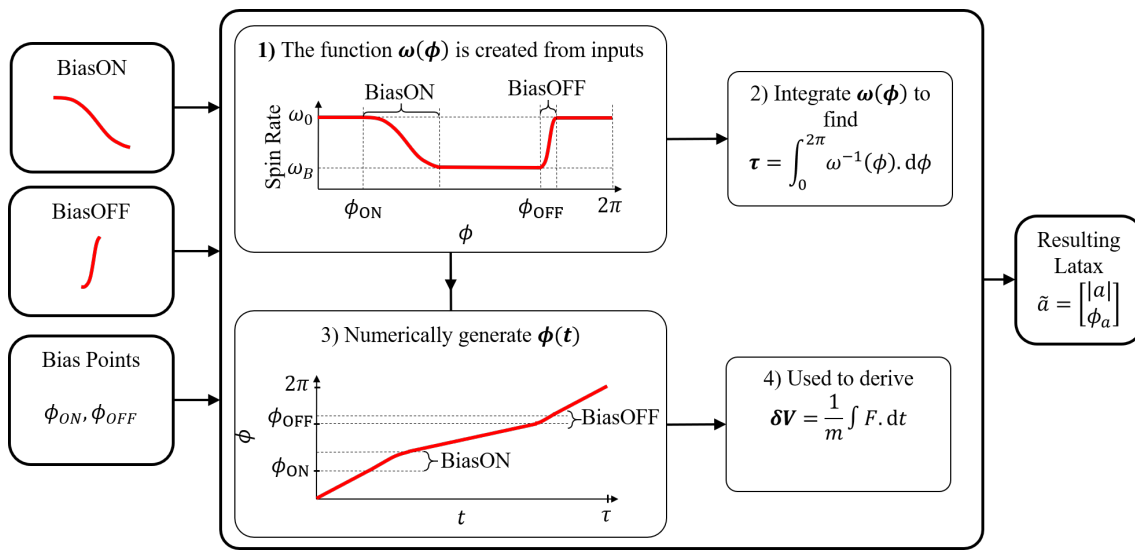 BiasON
BiasOFF
Bias Points
ϕ_ON, ϕ_OFF
1) The function ω(ϕ) is created from inputs
Spin Rate
ω₀
ω_B
BiasON
BiasOFF
ϕ_ON
ϕ_OFF
2π
ϕ
2) Integrate ω(ϕ) to
find
τ = ∫₀^2π ω⁻¹(ϕ). dϕ
3) Numerically generate ϕ(t)
2π
ϕ_OFF
ϕ
ϕ_ON
BiasOFF
BiasON
t
τ
4) Used to derive
δV = 1/m ∫ F. dt
Resulting
Latax
ã = [|a| ϕ_a]